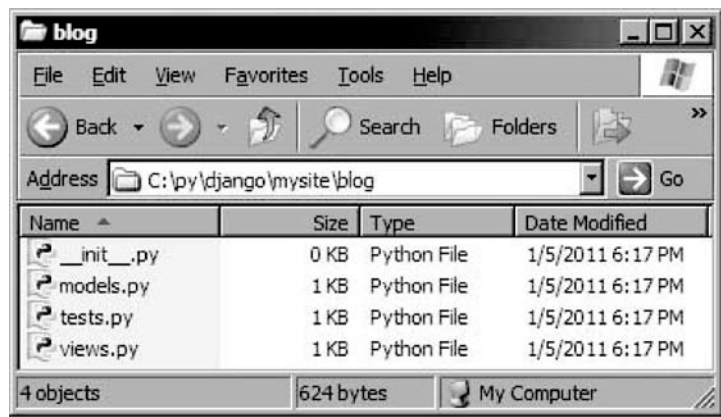 blog
File Edit View Favorites Tools Help
Back Search Folders »
Address C:\py\django\mysite\blog Go
Name Size Type Date Modified
__init__.py 0 KB Python File 1/5/2011 6:17 PM
models.py 1 KB Python File 1/5/2011 6:17 PM
tests.py 1 KB Python File 1/5/2011 6:17 PM
views.py 1 KB Python File 1/5/2011 6:17 PM
4 objects 624 bytes My Computer